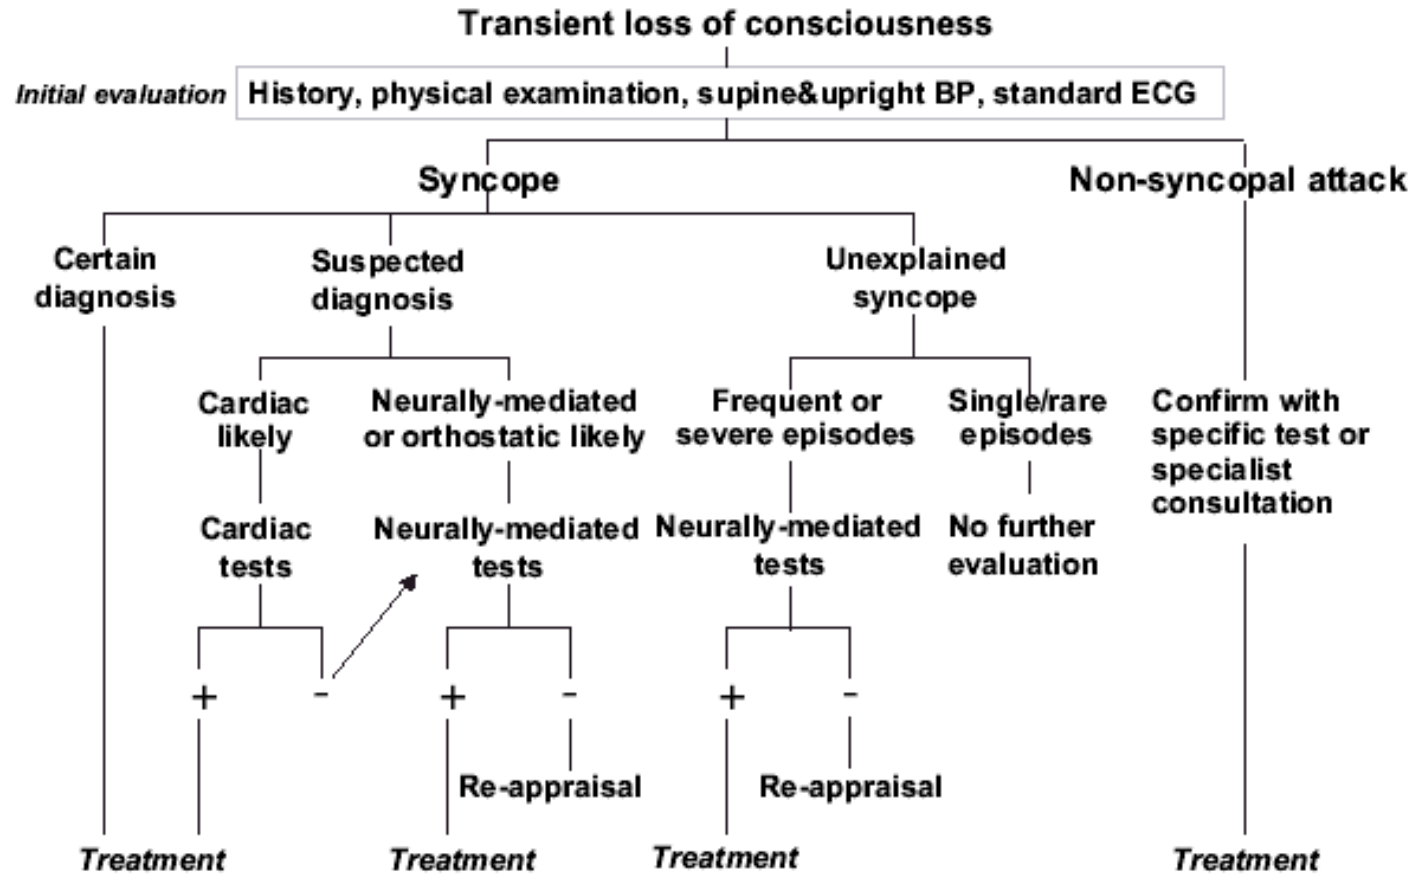 Transient loss of consciousness
Initial evaluation
History, physical examination, supine&upright BP, standard ECG
Syncope
Non-syncopal attack
Certain
diagnosis
Suspected
diagnosis
Unexplained
syncope
Cardiac
likely
Neurally-mediated
or orthostatic likely
Frequent or
severe episodes
Single/rare
episodes
Confirm with
specific test or
specialist
consultation
Cardiac
tests
Neurally-mediated
tests
Neurally-mediated
tests
No further
evaluation
+
-
+
-
+
-
Re-appraisal
Re-appraisal
Treatment
Treatment
Treatment
Treatment